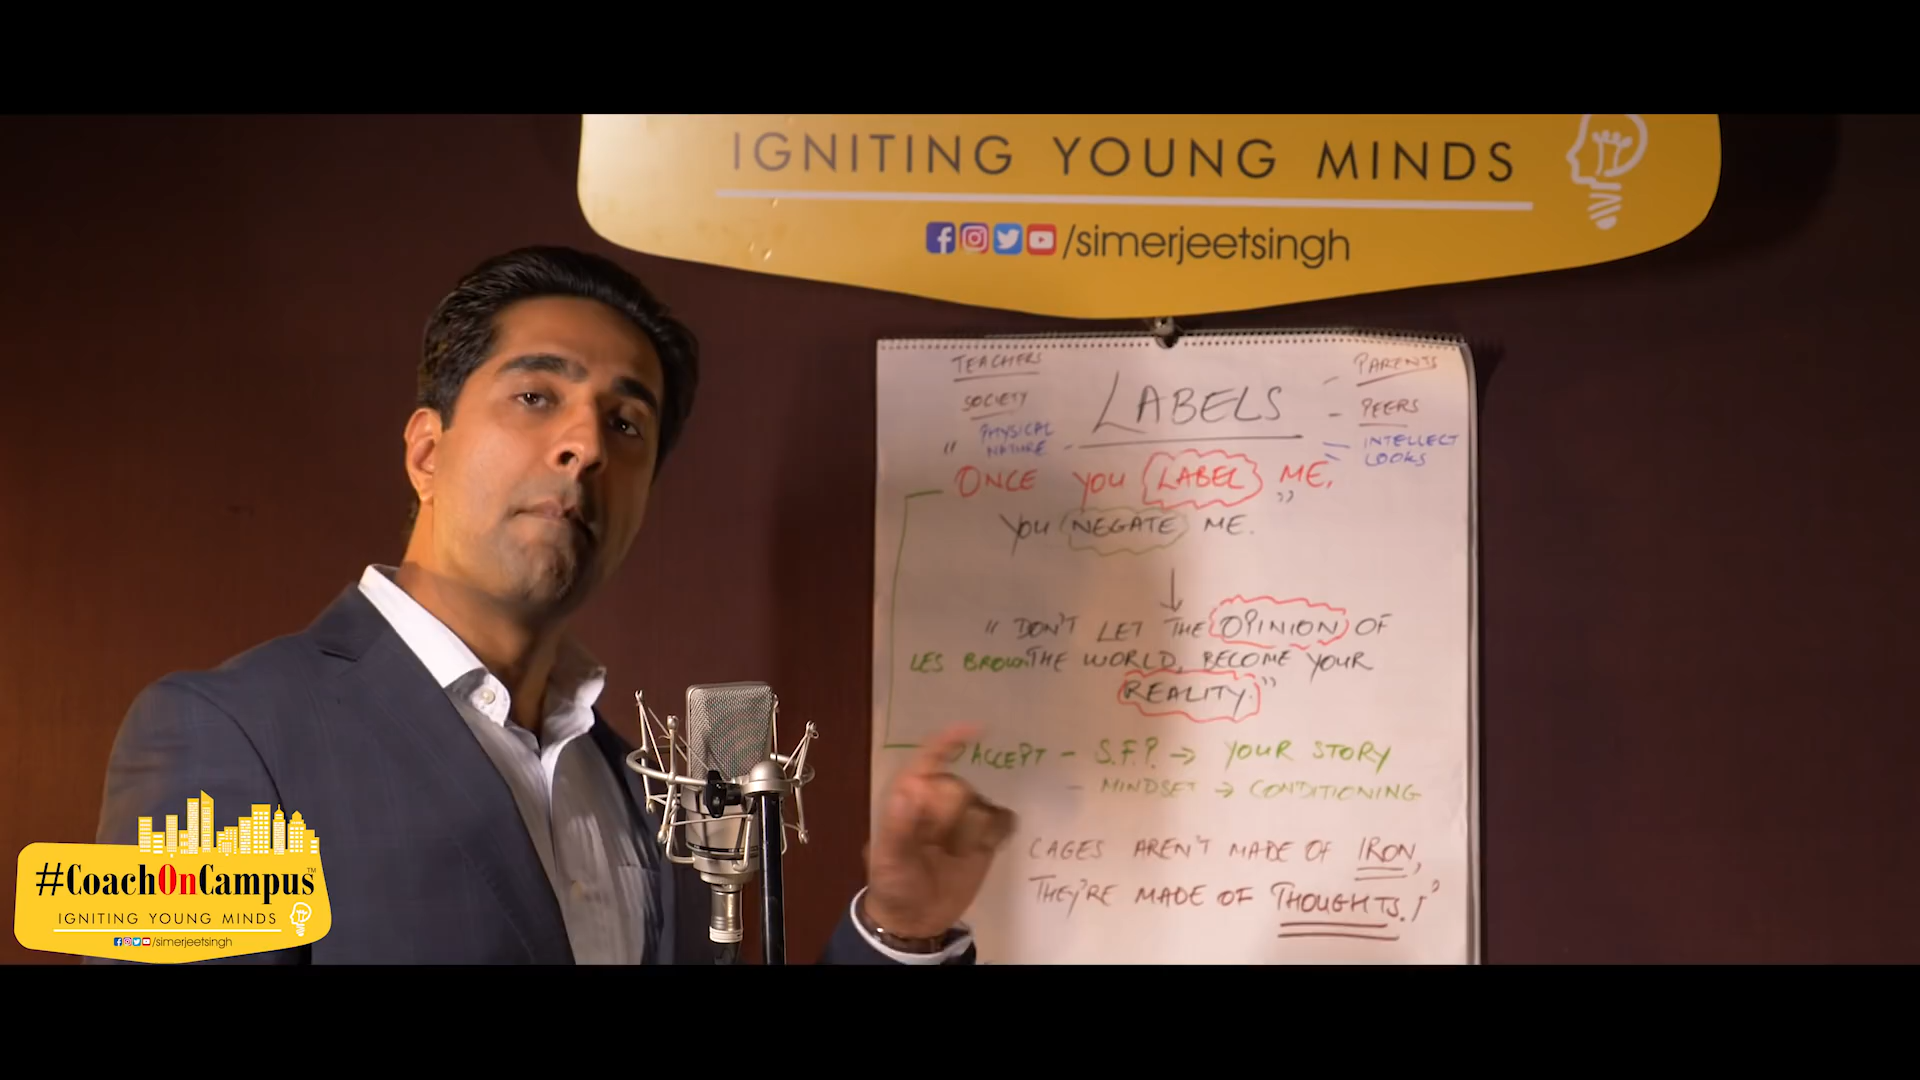 IGNITING YOUNG MINDS
/simerjeetsingh
TEACHERS
PARENTS
LABELS
SOCIETY
PEERS
PHYSICAL
NATURE
INTELLECT
LOOKS
"ONCE YOU LABEL ME,"
YOU NEGATE ME.
"DON'T LET THE OPINION OF
LES BROWN THE WORLD, BECOME YOUR
REALITY."
ACCEPT - S.F.P. → YOUR STORY
- MINDSET → CONDITIONING
CAGES AREN'T MADE OF IRON,
THEY'RE MADE OF THOUGHTS.!"
#CoachOnCampus™
IGNITING YOUNG MINDS
/simerjeetsingh